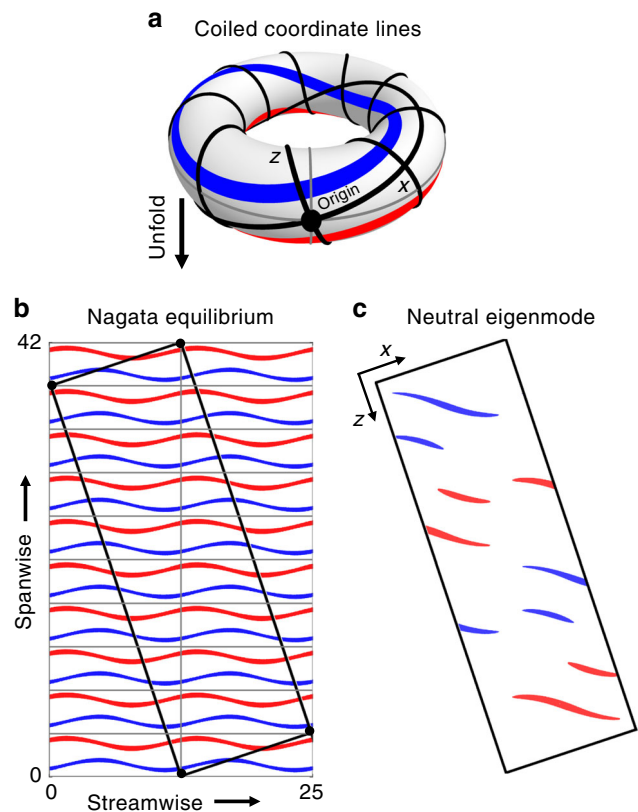 a
Coiled coordinate lines
z
Origin
x
Unfold
b
Nagata equilibrium
42
Spanwise
0
0
25
Streamwise
c
Neutral eigenmode
x
z